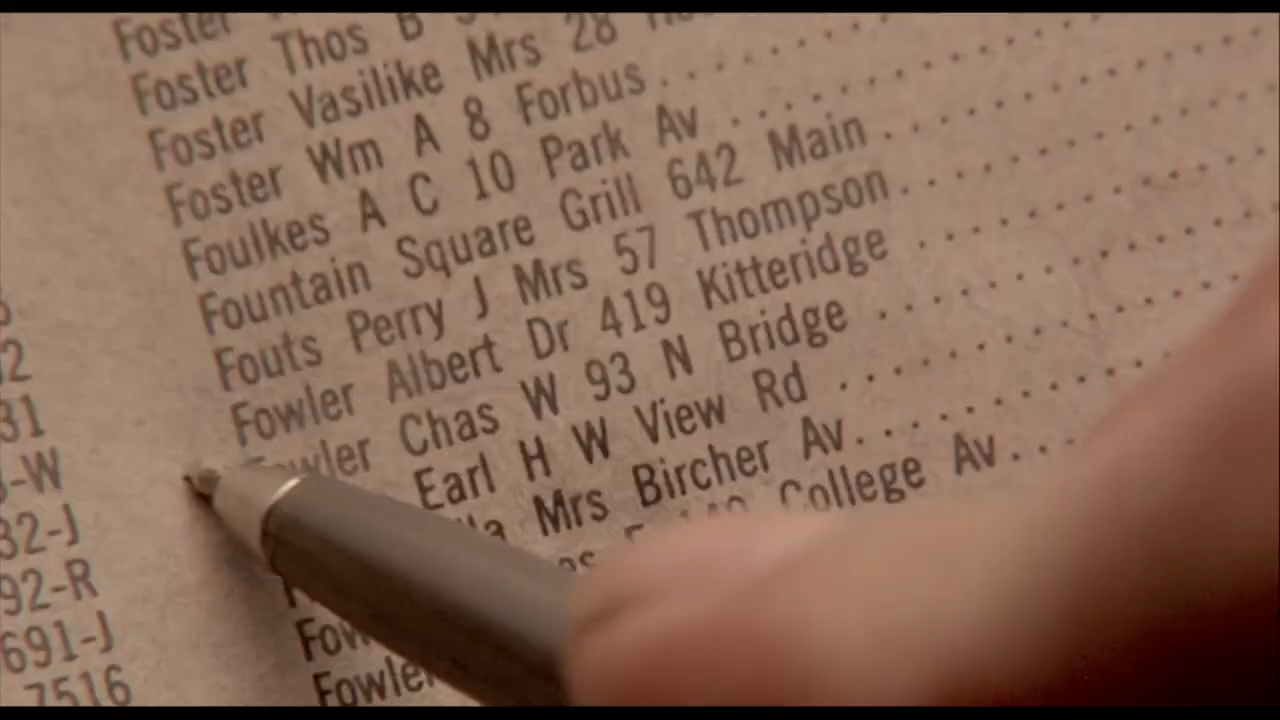 Foster
Foster Thos B
Foster Vasilike Mrs 28
Foster Wm A 8 Forbus
Foulkes A C 10 Park Av
Fountain Square Grill 642 Main
Fouts Perry J Mrs 57 Thompson
Fowler Albert Dr 419 Kitteridge
Fowler Chas W 93 N Bridge
Earl H W View Rd
Mrs Bircher Av
College Av
Fowler
31
-W
32-J
92-R
691-J
7516